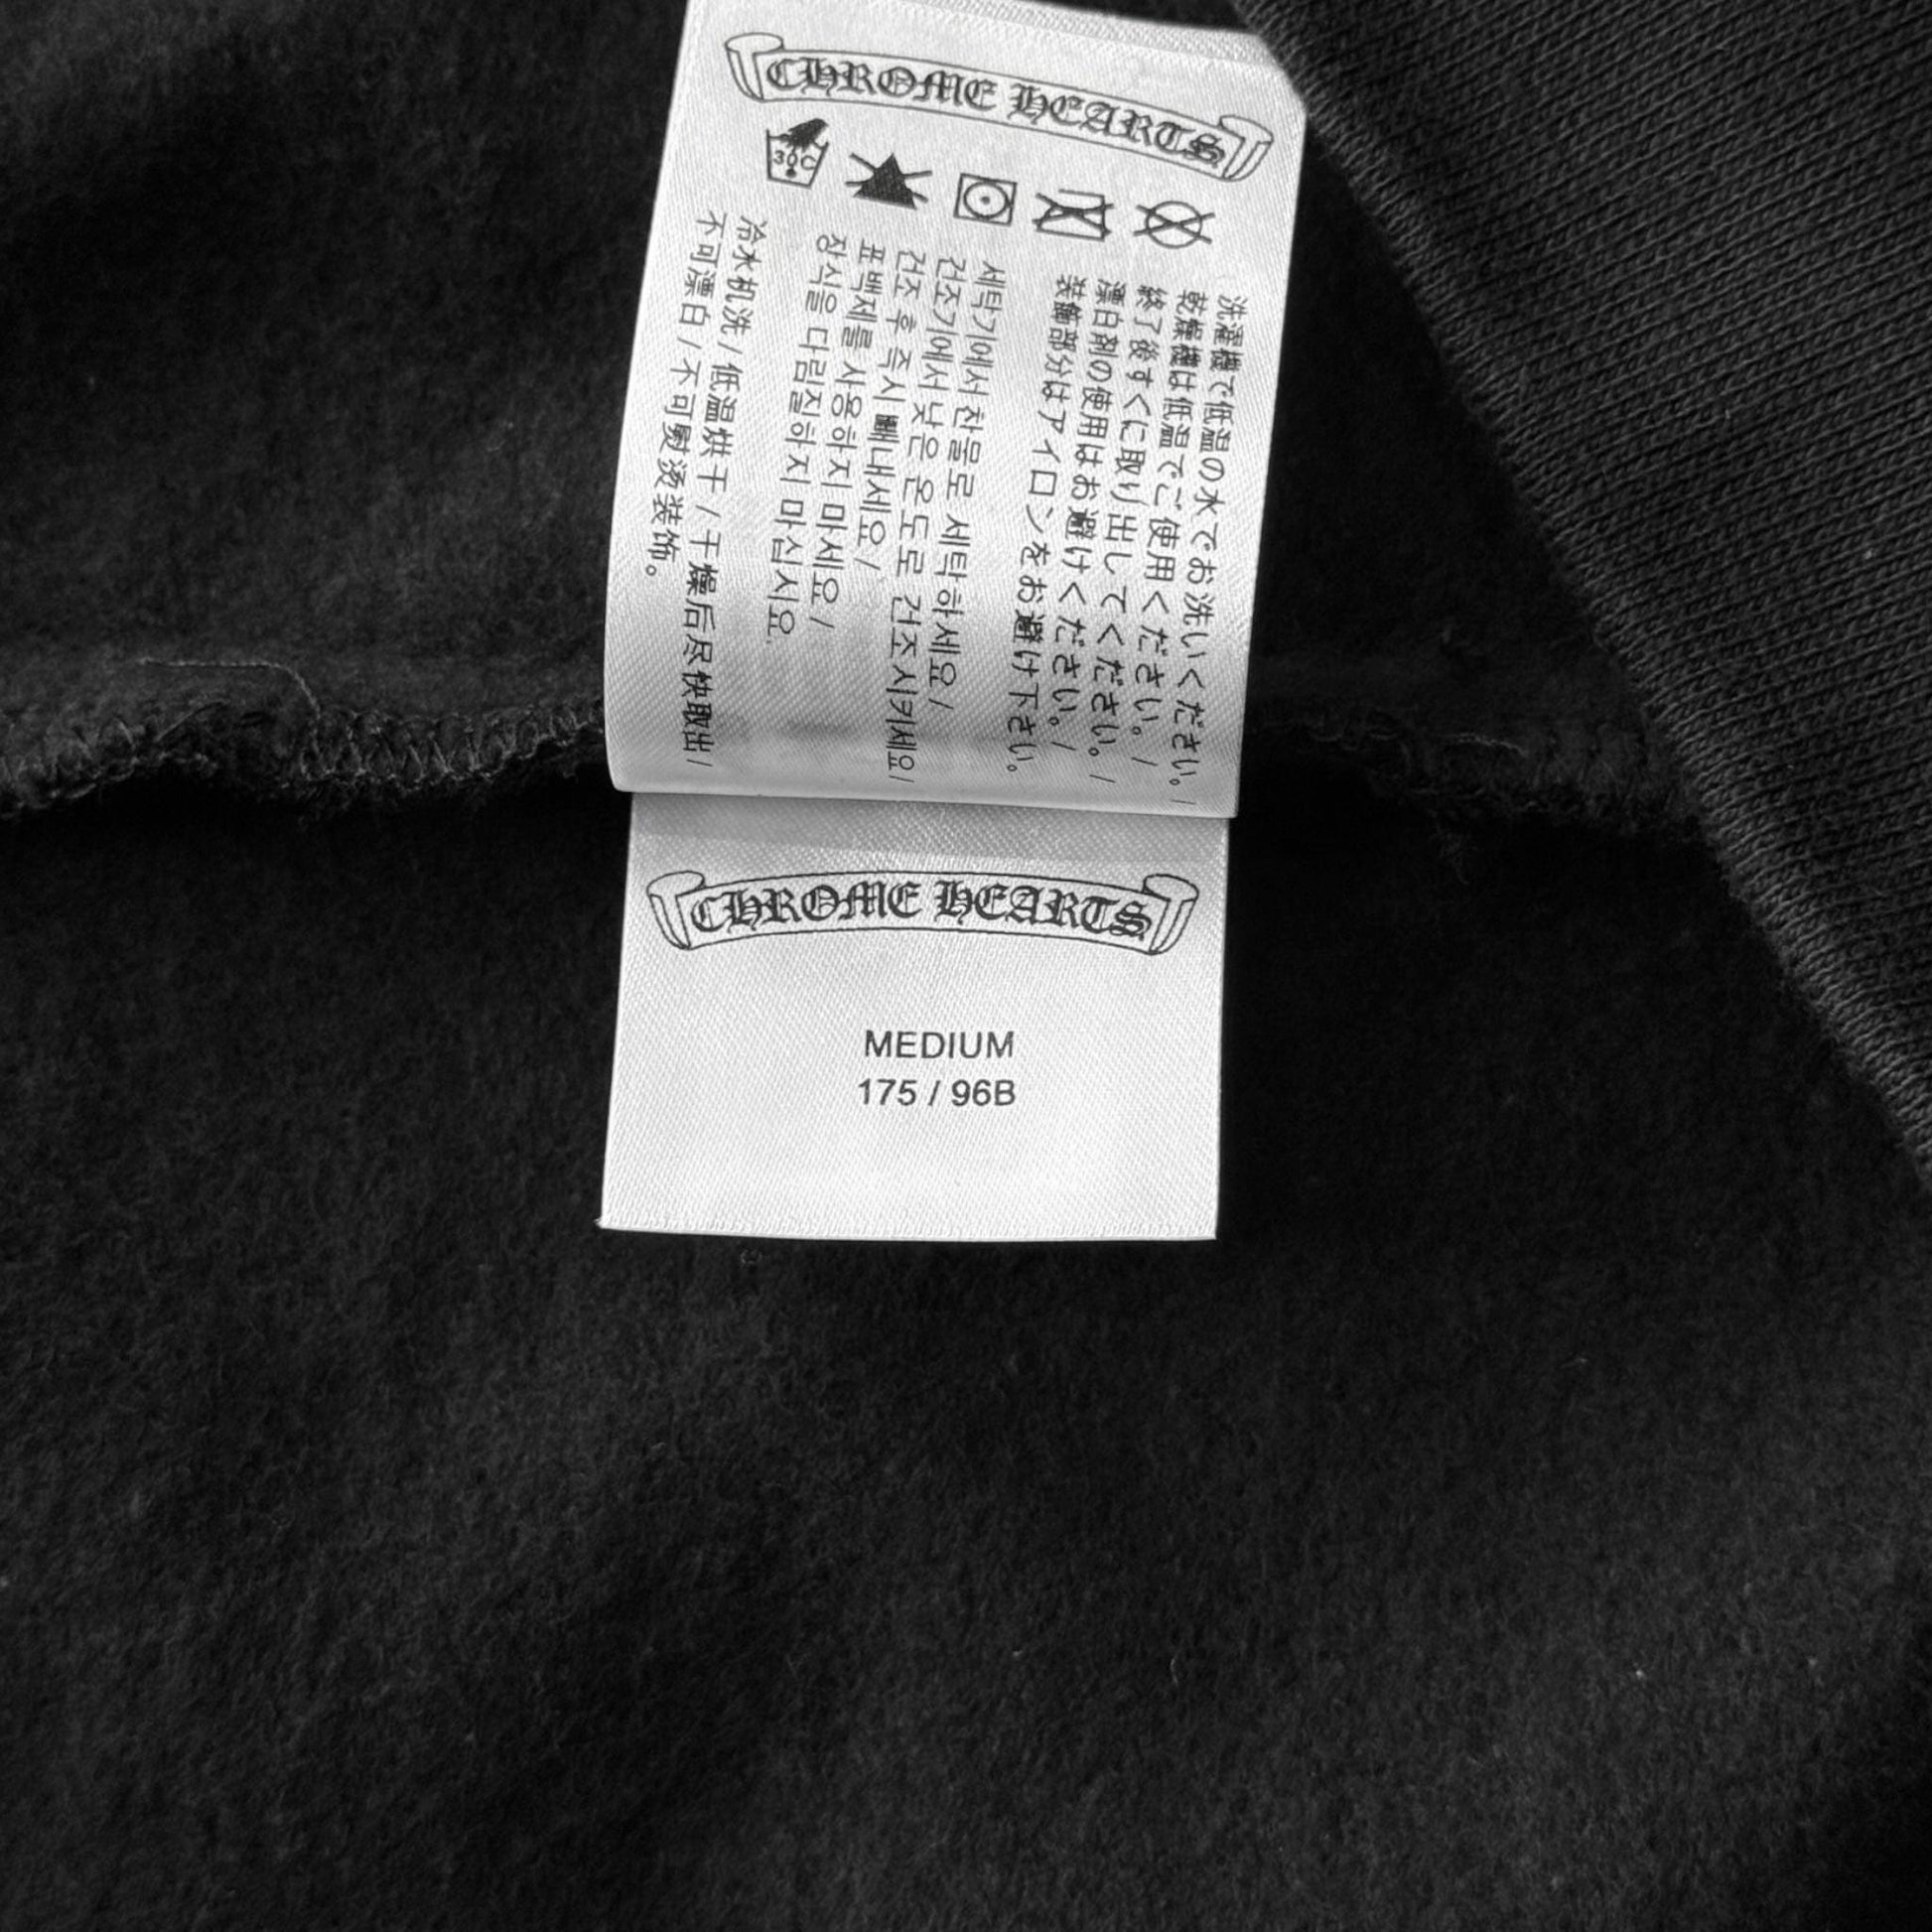 CHROME HEARTS
30C
洗濯機で低温の水でお洗いください。/
乾燥機は低温でご使用ください。/
終了後すぐに取り出してください。/
漂白剤の使用はお避けください。/
装飾部分はアイロンをお避け下さい。
세탁기에서 찬물로 세탁 하세요/
건조기에서 낮은 온도로 건조시키세요/
건조 후 즉시 빼내세요/
표백제를 사용하지 마세요/
장식을 다림질하지 마십시요.
冷水机洗/低温烘干/干燥后尽快取出/
不可漂白/不可熨烫装饰。
CHROME HEARTS
MEDIUM
175 / 96B